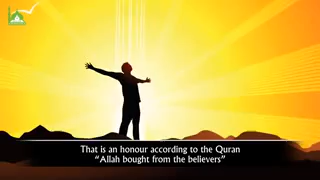 That is an honour according to the Quran
“Allah bought from the believers”